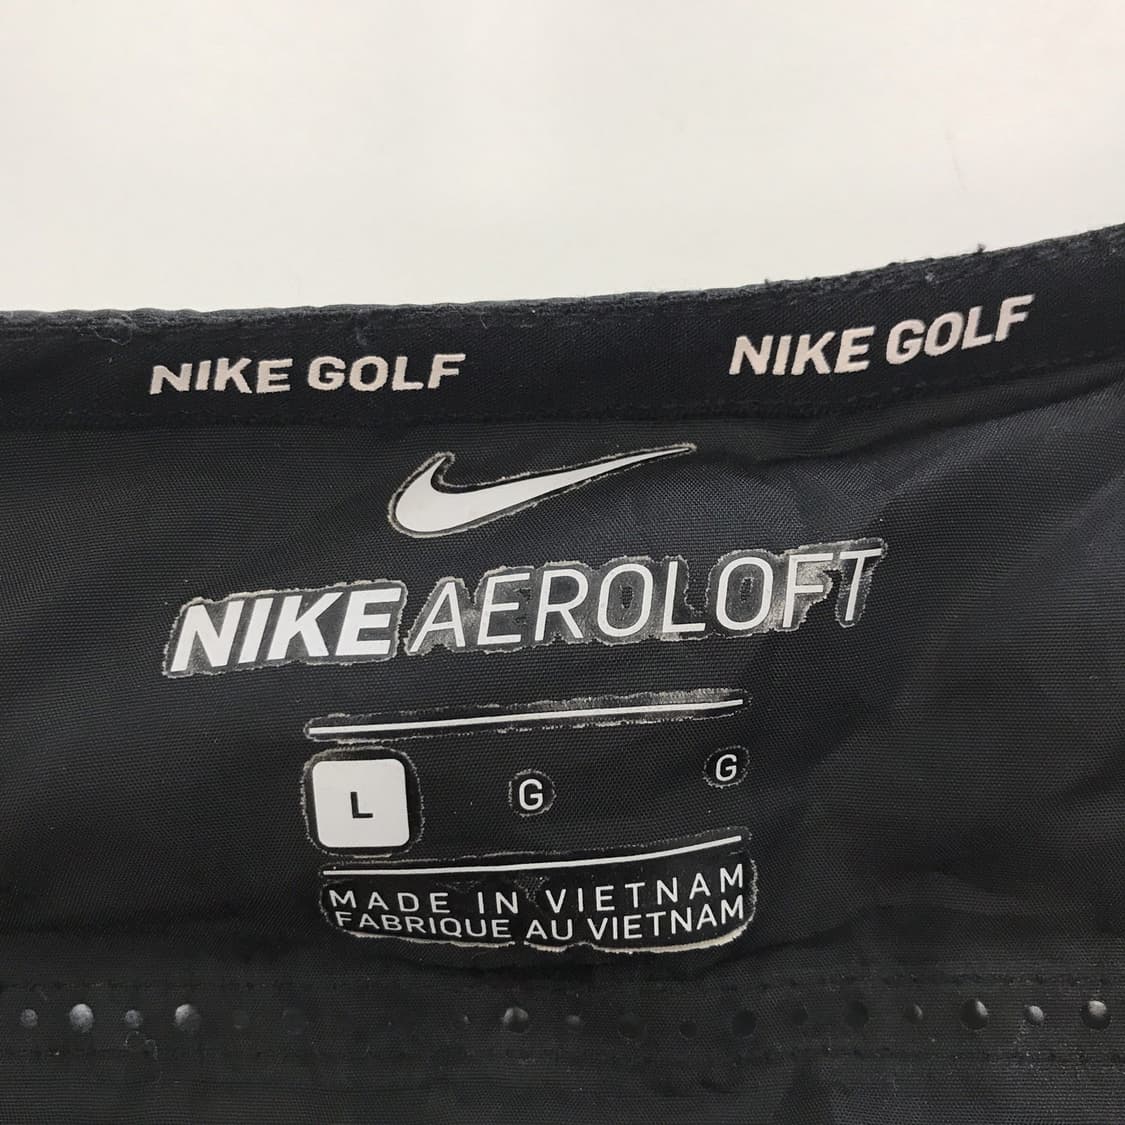 NIKE GOLF NIKE GOLF
NIKE AEROLOFT
L G G
MADE IN VIETNAM
FABRIQUE AU VIETNAM